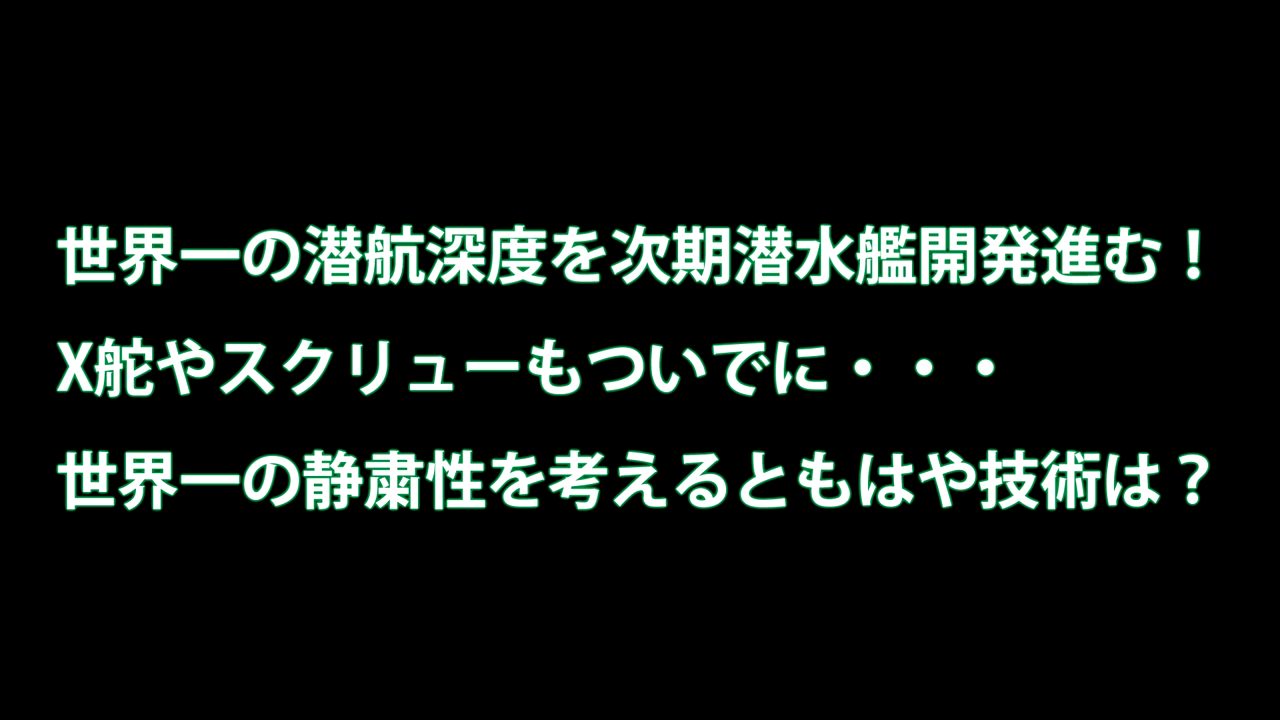 世界一の潜航深度を次期潜水艦開発進む！
X舵やスクリューもついでに・・・
世界一の静粛性を考えるともはや技術は？